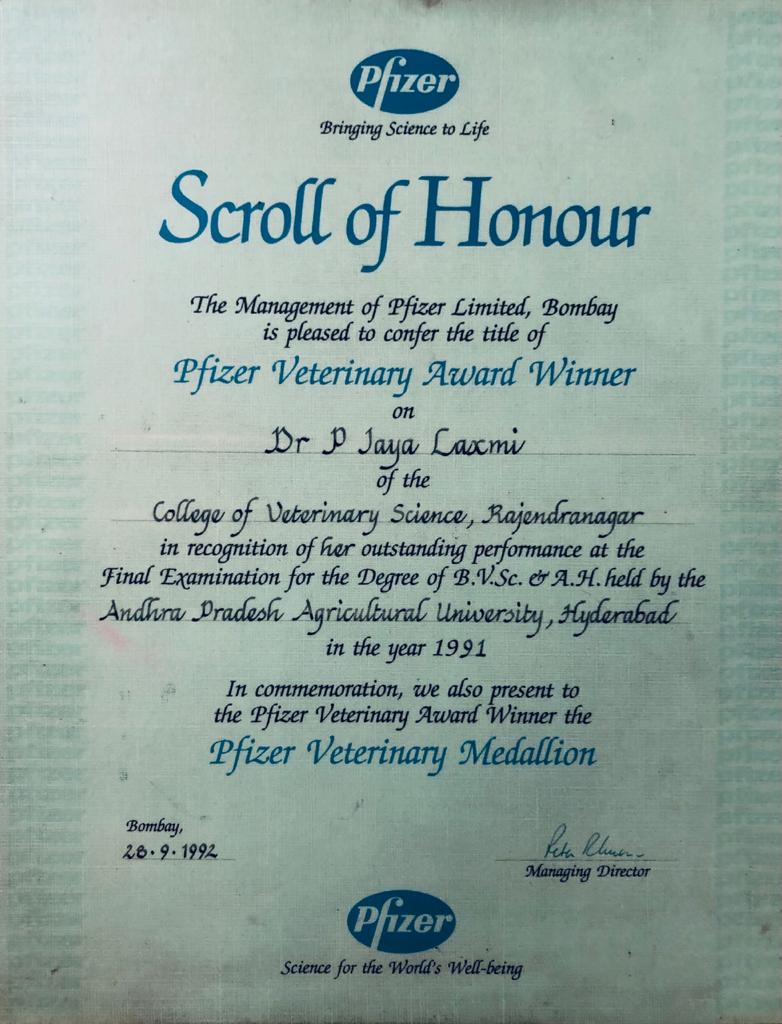 Pfizer
Bringing Science to Life
Scroll of Honour
The Management of Pfizer Limited, Bombay
is pleased to confer the title of
Pfizer Veterinary Award Winner
on
Dr P Jaya Laxmi
of the
College of Veterinary Science, Rajendranagar
in recognition of her outstanding performance at the
Final Examination for the Degree of B.V.Sc. & A.H. held by the
Andhra Pradesh Agricultural University, Hyderabad
in the year 1991
In commemoration, we also present to
the Pfizer Veterinary Award Winner the
Pfizer Veterinary Medallion
Bombay,
28.9.1992
Managing Director
Pfizer
Science for the World's Well-being